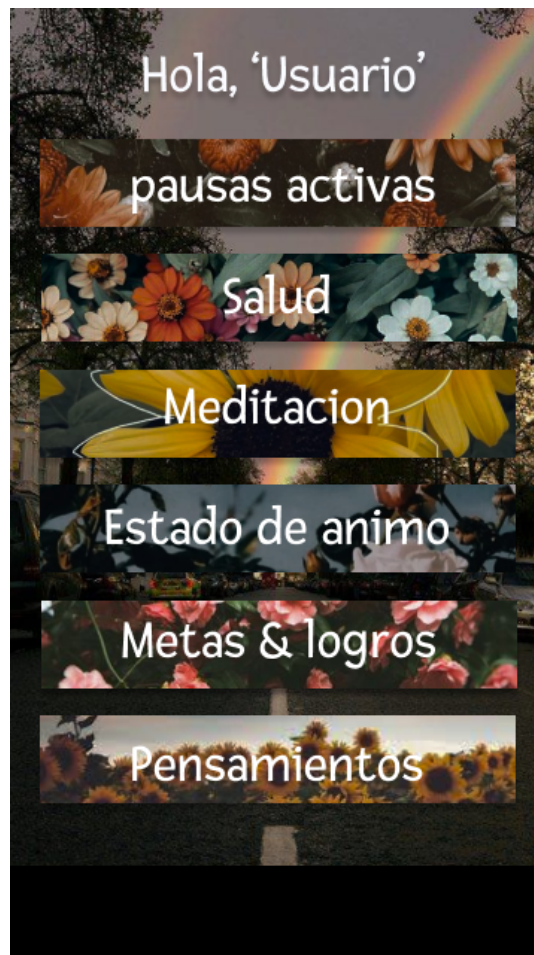 Hola, ‘Usuario’
pausas activas
Salud
Meditacion
Estado de animo
Metas & logros
Pensamientos